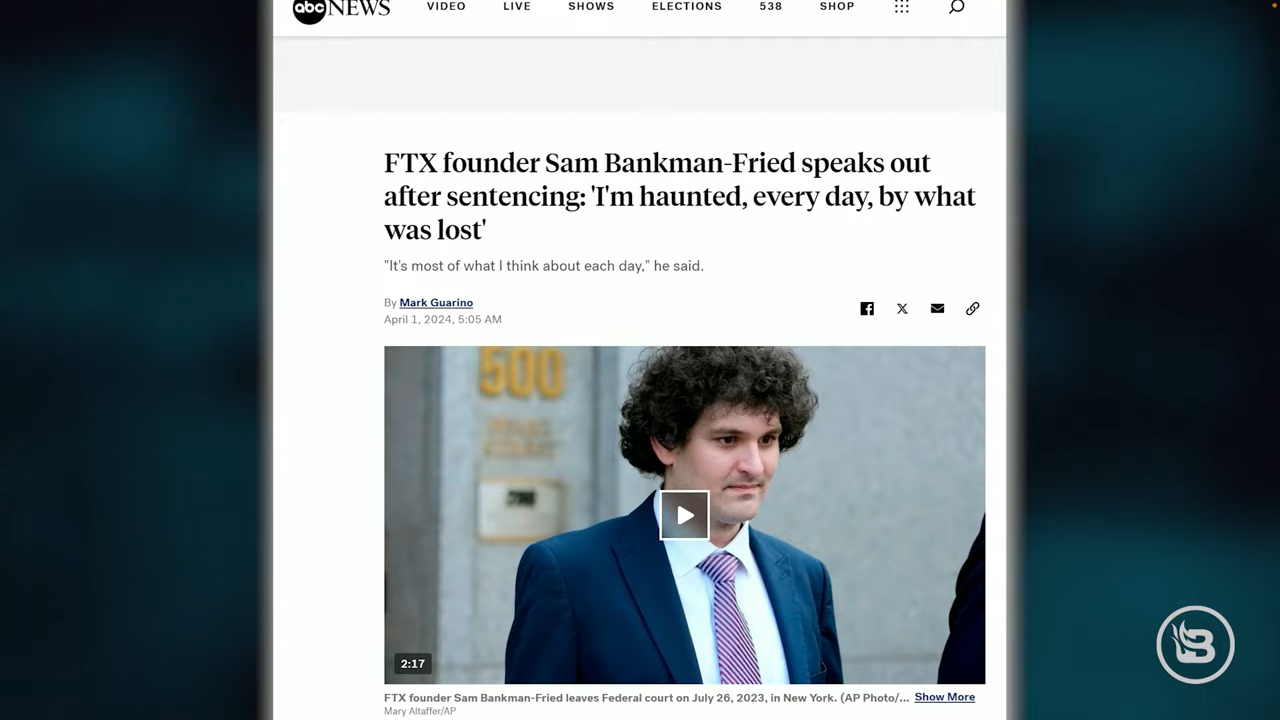 abc NEWS VIDEO LIVE SHOWS ELECTIONS 538 SHOP
FTX founder Sam Bankman-Fried speaks out
after sentencing: 'I'm haunted, every day, by what
was lost'
"It's most of what I think about each day," he said.
By Mark Guarino
April 1, 2024, 5:05 AM
500
2:17
FTX founder Sam Bankman-Fried leaves Federal court on July 26, 2023, in New York. (AP Photo/... Show More
Mary Altaffer/AP
B